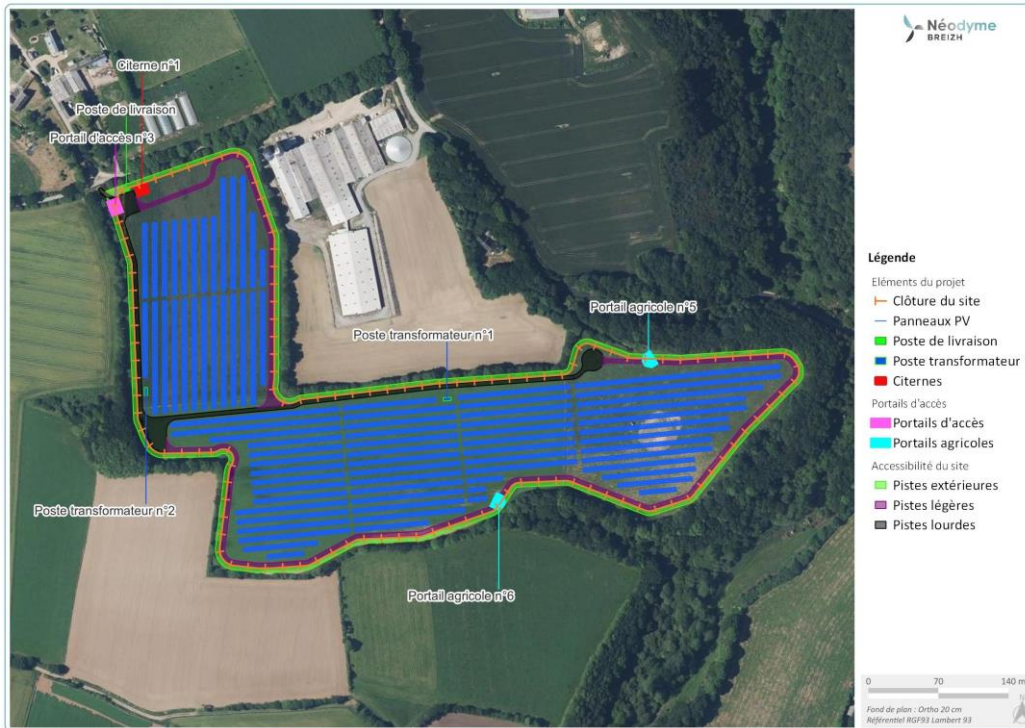 Néodyme
BREIZH
Citerne n°1
Poste de livraison
Portail d'accès n°3
Portail agricole n°5
Poste transformateur n°1
Poste transformateur n°2
Portail agricole n°6
Légende
Eléments du projet
Clôture du site
Panneaux PV
Poste de livraison
Poste transformateur
Citernes
Portails d'accès
Portails d'accès
Portails agricoles
Accessibilité du site
Pistes extérieures
Pistes légères
Pistes lourdes
0 70 140 m
Fond de plan : Ortho 20 cm
Référentiel RGF93 Lambert 93
N